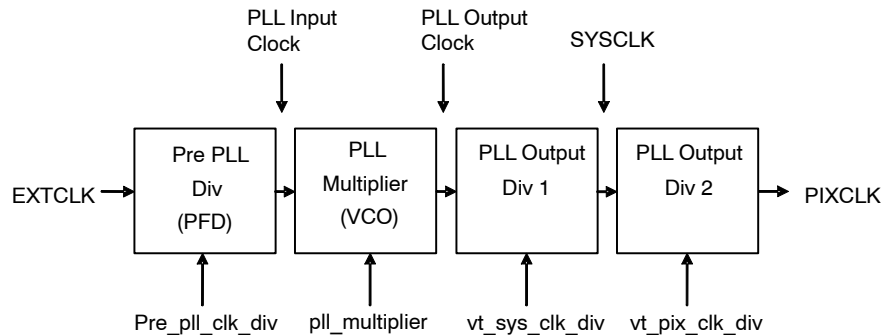 PLL Input
Clock
PLL Output
Clock
SYSCLK
EXTCLK
Pre PLL
Div
(PFD)
PLL
Multiplier
(VCO)
PLL Output
Div 1
PLL Output
Div 2
PIXCLK
Pre_pll_clk_div
pll_multiplier
vt_sys_clk_div
vt_pix_clk_div